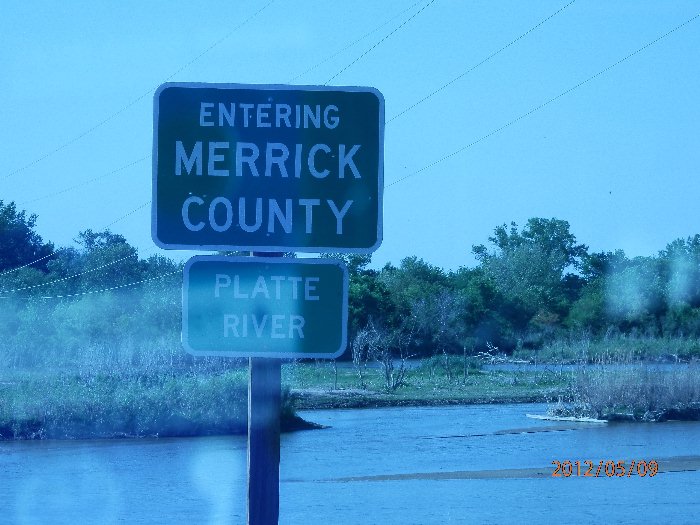 ENTERING
MERRICK
COUNTY
PLATTE
RIVER
2012/05/09